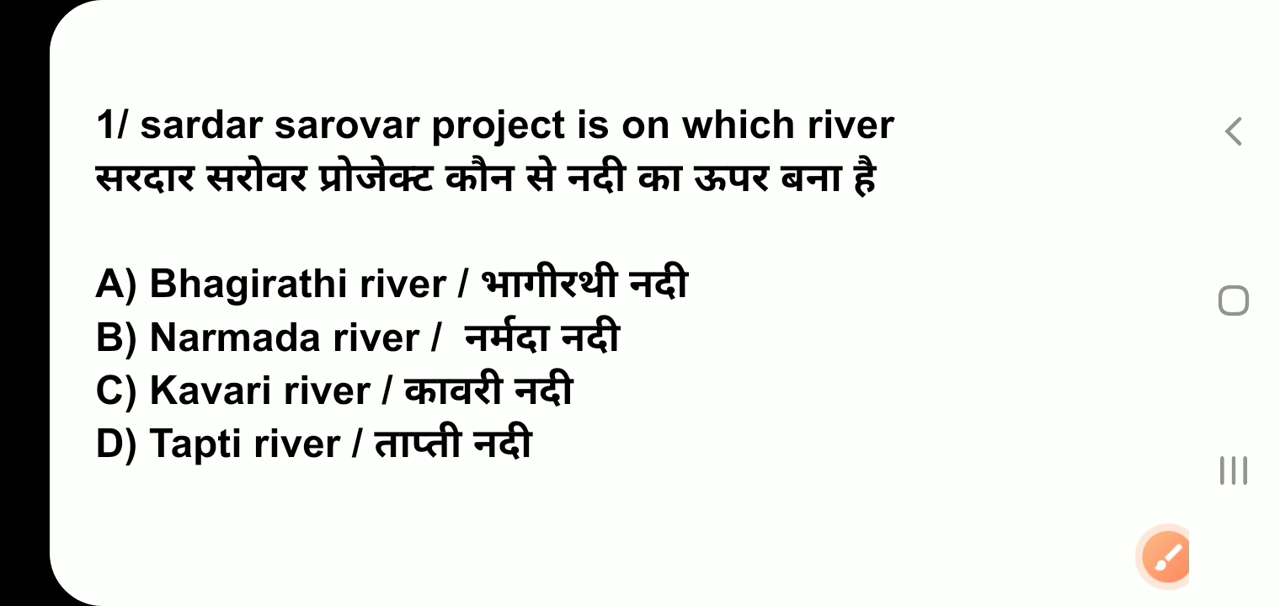 1/ sardar sarovar project is on which river
सरदार सरोवर प्रोजेक्ट कौन से नदी का ऊपर बना है
A) Bhagirathi river / भागीरथी नदी
B) Narmada river / नर्मदा नदी
C) Kavari river / कावरी नदी
D) Tapti river / ताप्ती नदी